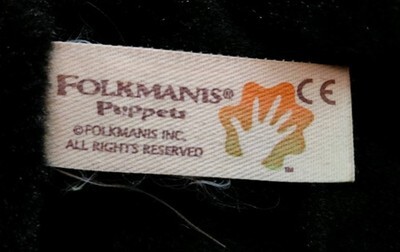 FOLKMANIS® CE
Puppets
©FOLKMANIS INC.
ALL RIGHTS RESERVED
™